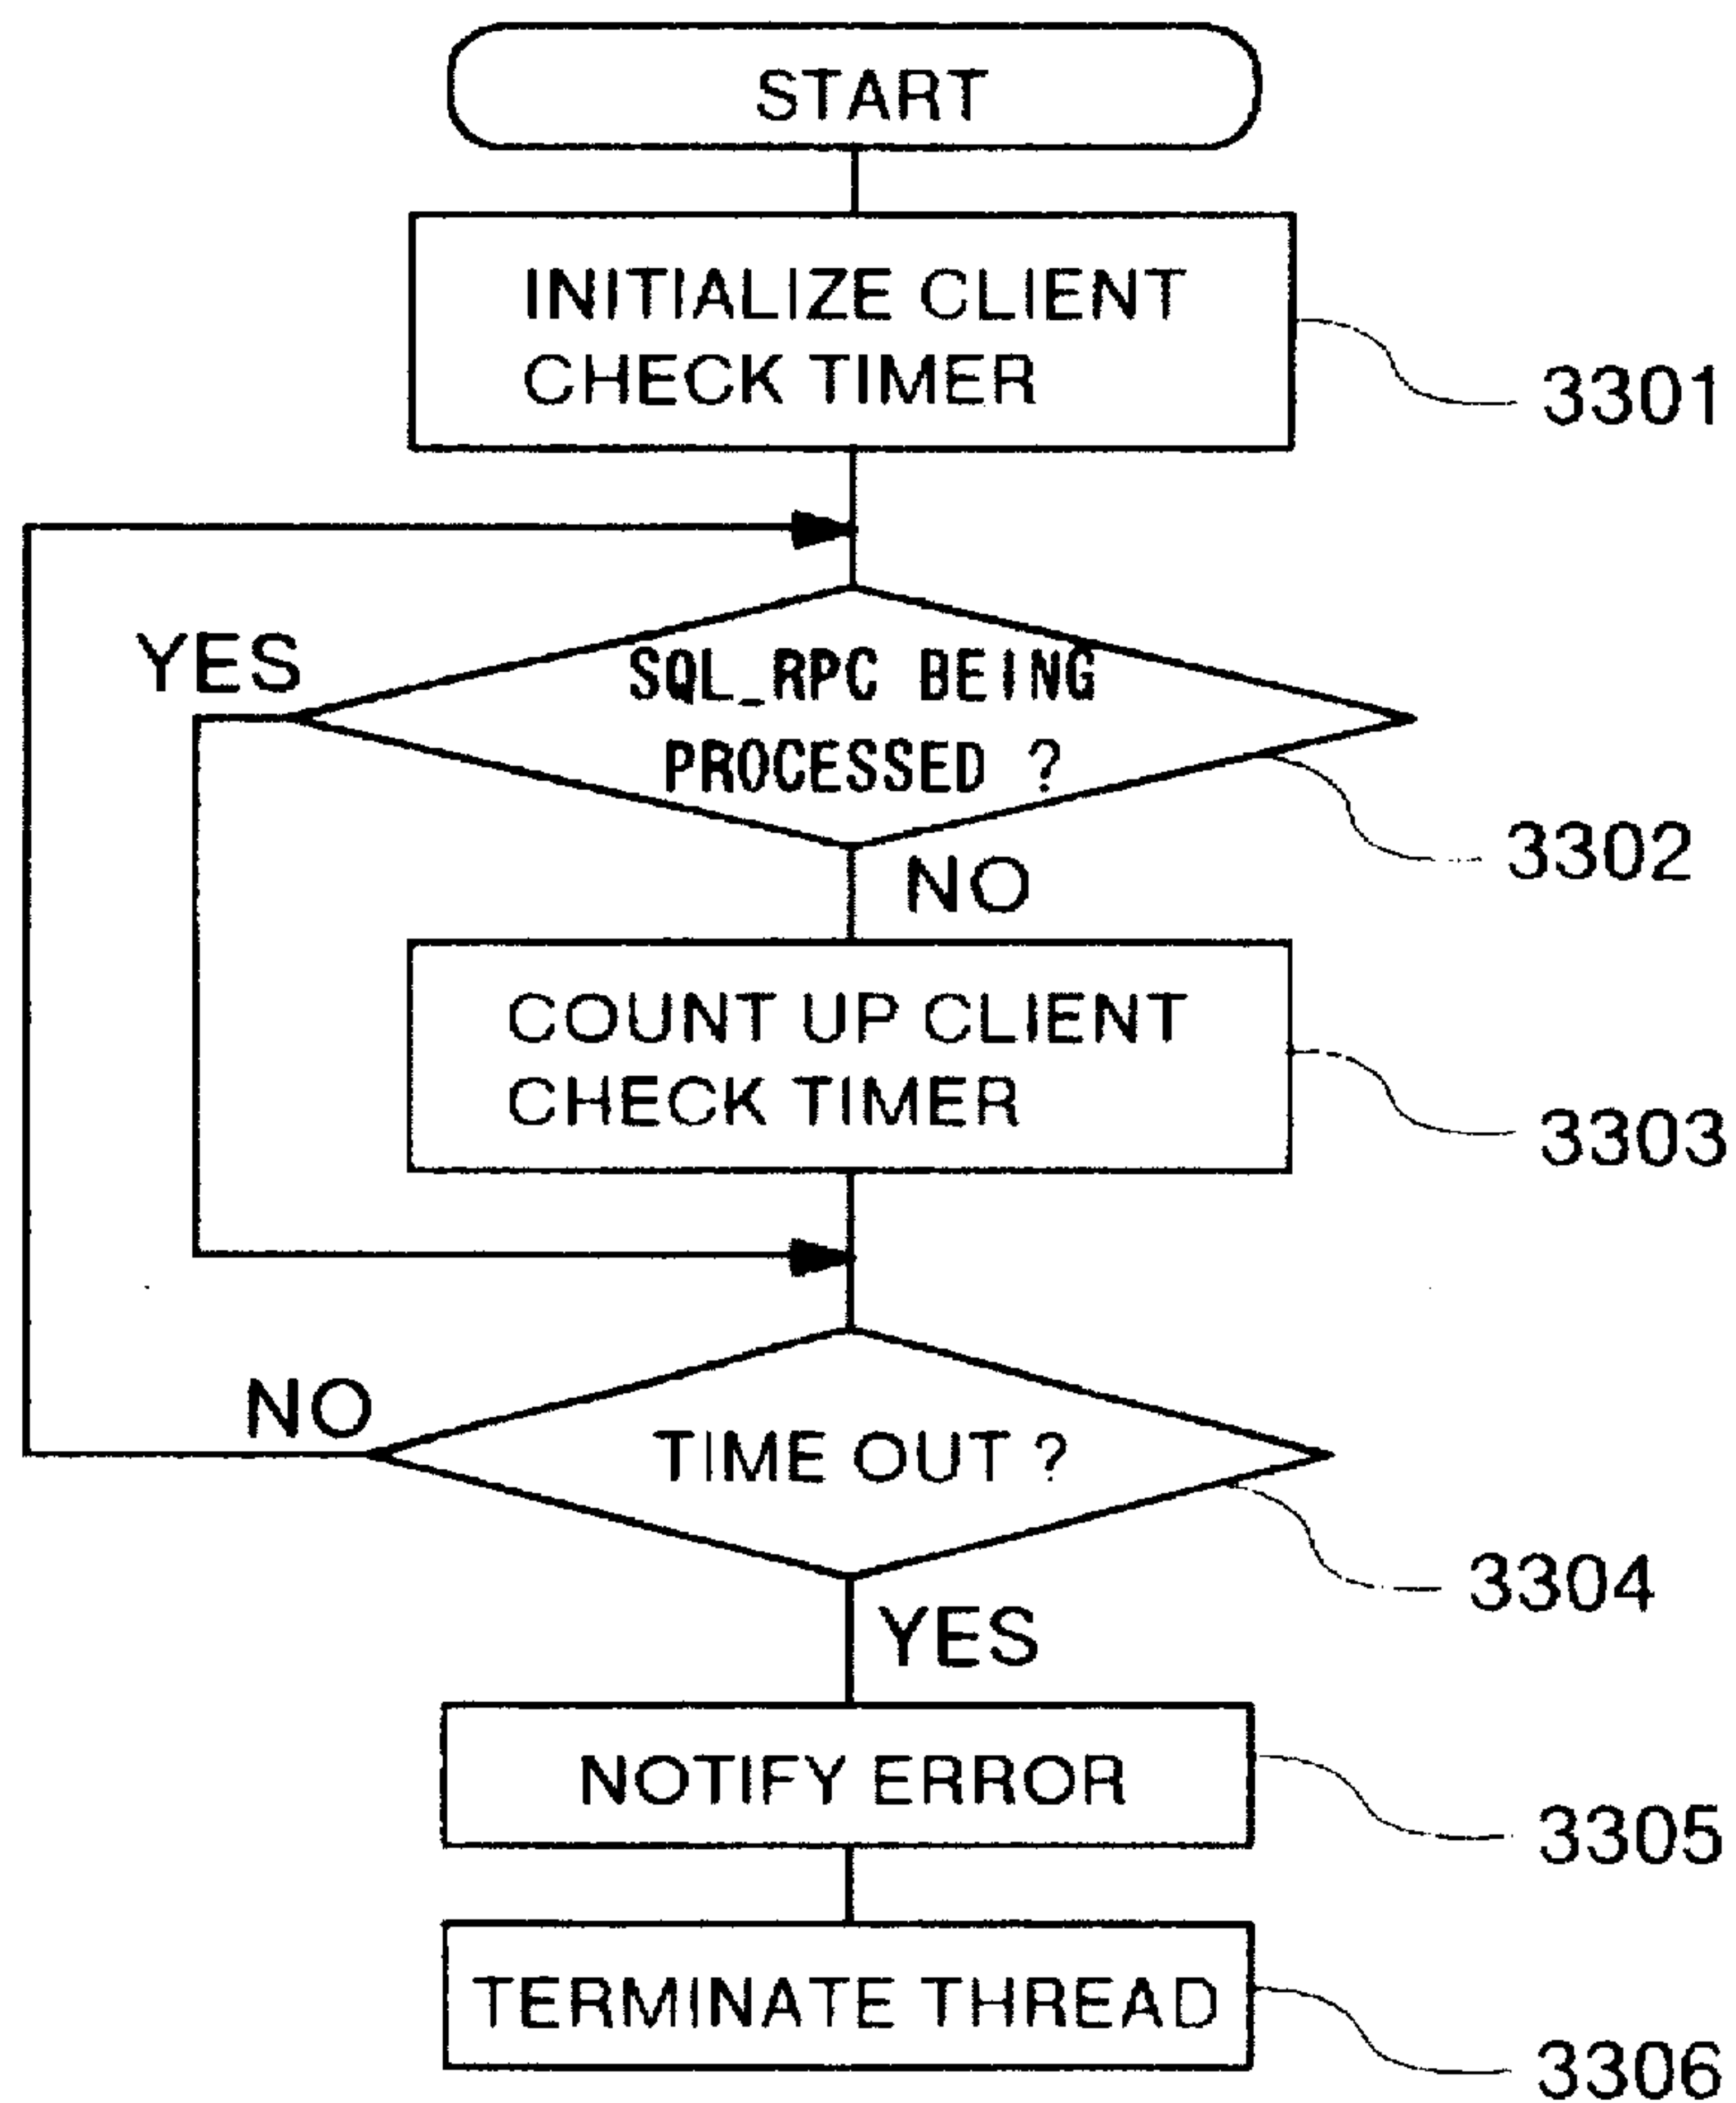 START
INITIALIZE CLIENT
CHECK TIMER
3301
YES
SQL_RPC BEING
PROCESSED ?
3302
NO
COUNT UP CLIENT
CHECK TIMER
3303
NO
TIME OUT ?
3304
YES
NOTIFY ERROR
3305
TERMINATE THREAD
3306